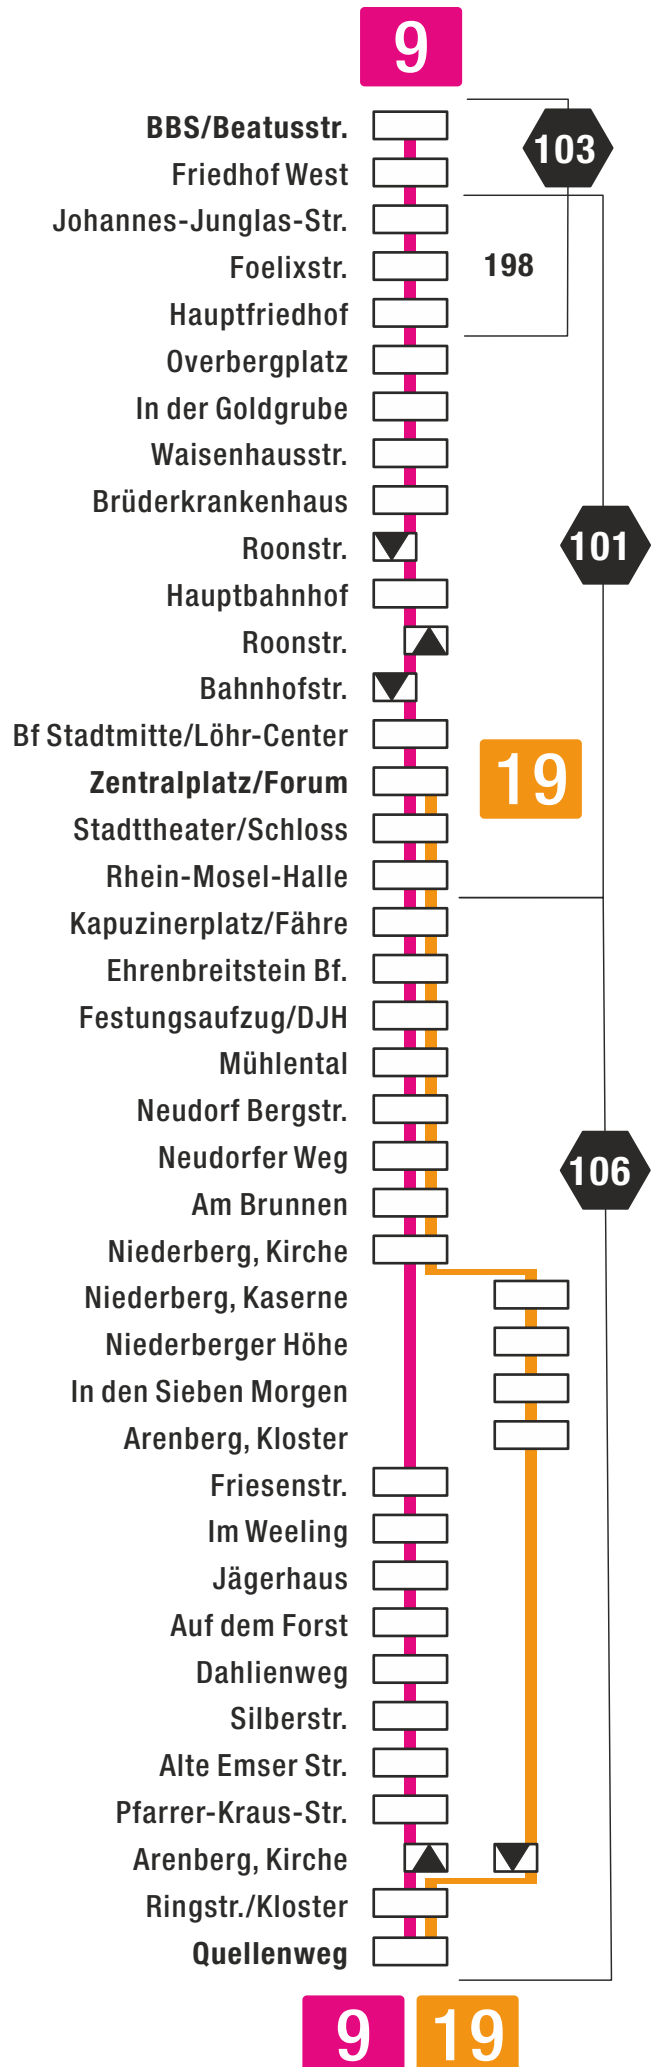 9
BBS/Beatusstr.
103
Friedhof West
Johannes-Junglas-Str.
Foelixstr.
198
Hauptfriedhof
Overbergplatz
In der Goldgrube
Waisenhausstr.
Brüderkrankenhaus
Roonstr.
101
Hauptbahnhof
Roonstr.
Bahnhofstr.
Bf Stadtmitte/Löhr-Center
Zentralplatz/Forum
19
Stadttheater/Schloss
Rhein-Mosel-Halle
Kapuzinerplatz/Fähre
Ehrenbreitstein Bf.
Festungsaufzug/DJH
Mühlental
Neudorf Bergstr.
Neudorfer Weg
106
Am Brunnen
Niederberg, Kirche
Niederberg, Kaserne
Niederberger Höhe
In den Sieben Morgen
Arenberg, Kloster
Friesenstr.
Im Weeling
Jägerhaus
Auf dem Forst
Dahlienweg
Silberstr.
Alte Emser Str.
Pfarrer-Kraus-Str.
Arenberg, Kirche
Ringstr./Kloster
Quellenweg
9 19